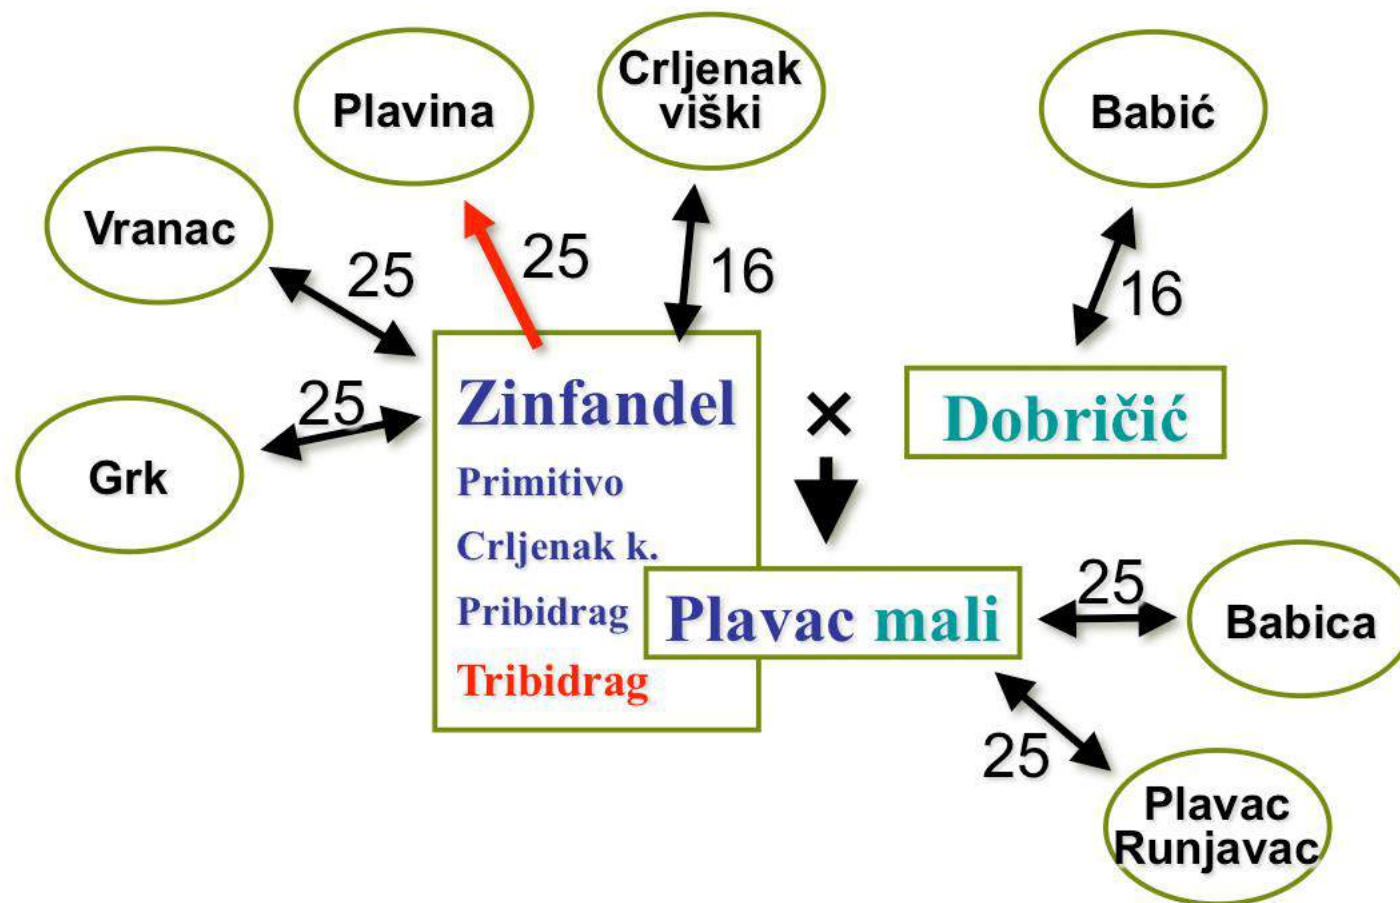 Crljenak
viški
Plavina
Babić
Vranac
25
25
16
16
Grk
25
Zinfandel
×
Dobričić
Primitivo
Crljenak k.
Pribidrag
Tribidrag
Plavac mali
25
Babica
25
Plavac
Runjavac